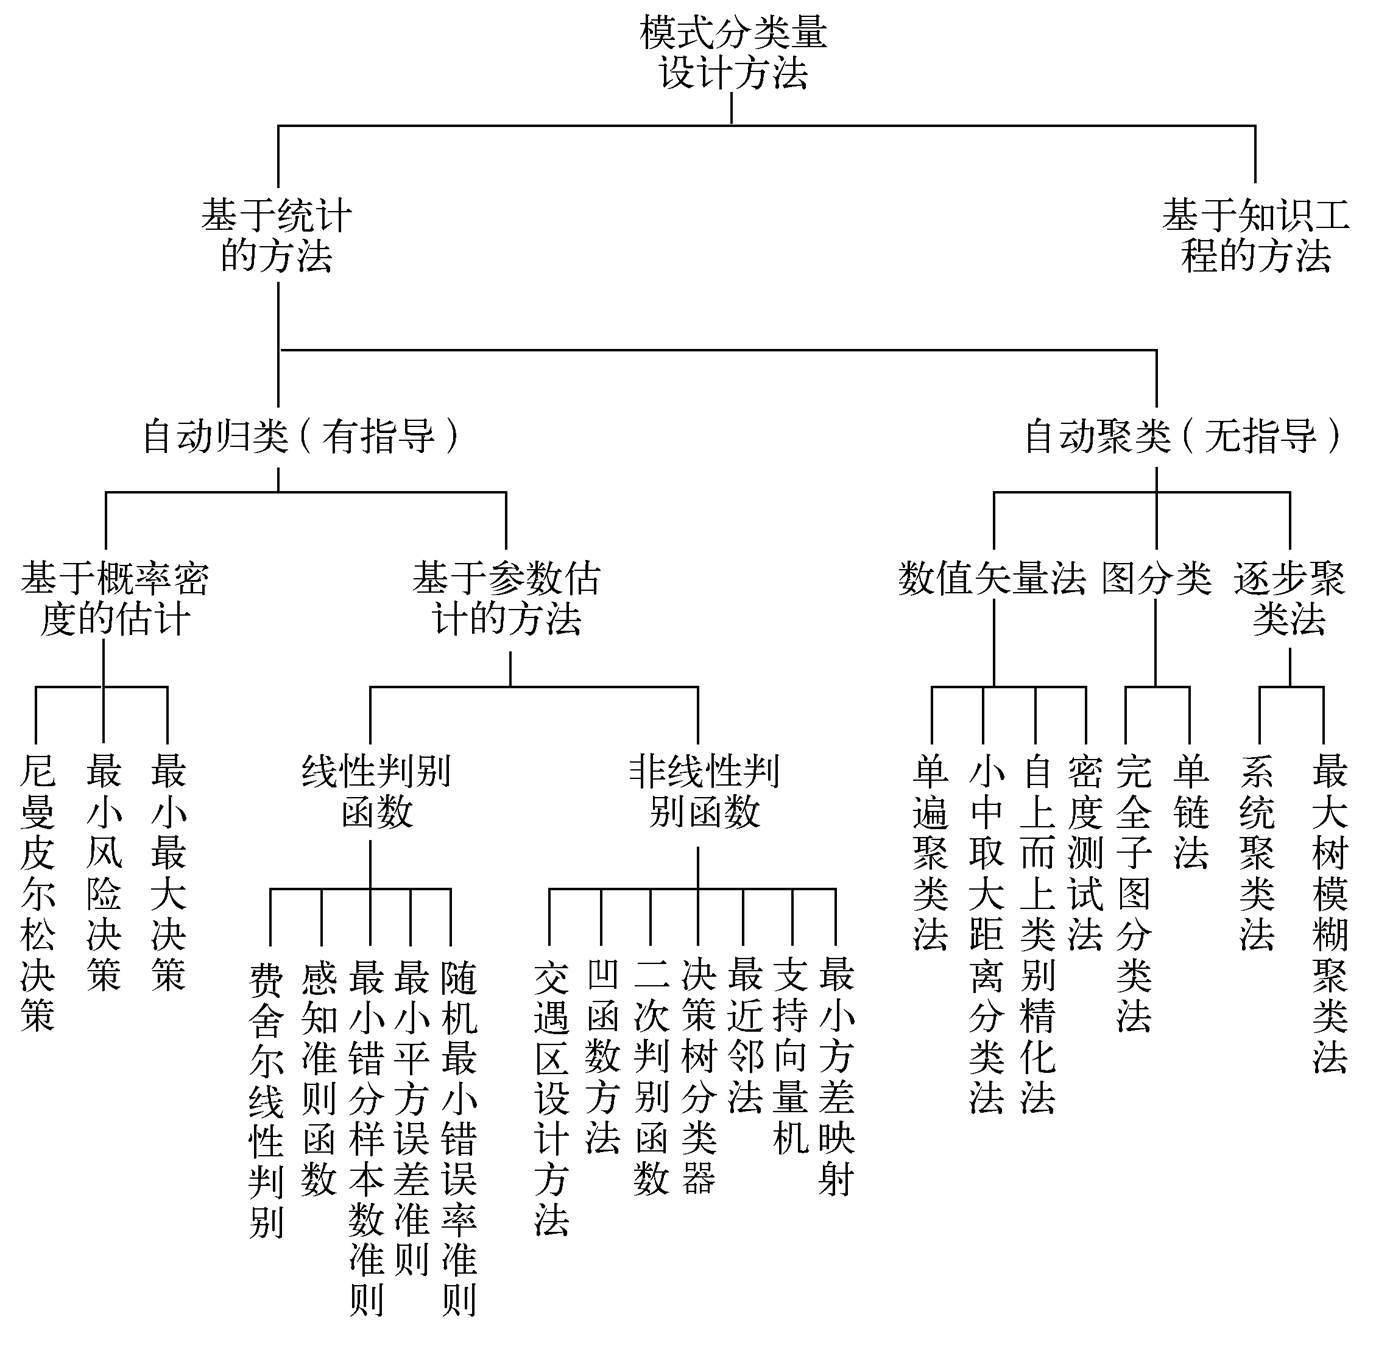 模式分类量
设计方法
基于统计
的方法
基于知识工
程的方法
自动归类(有指导)
自动聚类(无指导)
基于概率密
度的估计
基于参数估
计的方法
数值矢量法
图分类
逐步聚
类法
尼曼皮尔松决策
最小风险决策
最小最大决策
线性判别
函数
非线性判
别函数
单遍聚类法
小中取大距离分类法
自上而上类别精化法
密度测试法
完全子图分类法
单链法
系统聚类法
最大树模糊聚类法
费舍尔线性判别
感知准则函数
最小错分样本数准则
最小平方误差准则
随机最小错误率准则
交遇区设计方法
凹函数方法
二次判别函数
决策树分类器
最近邻法
支持向量机
最小方差映射